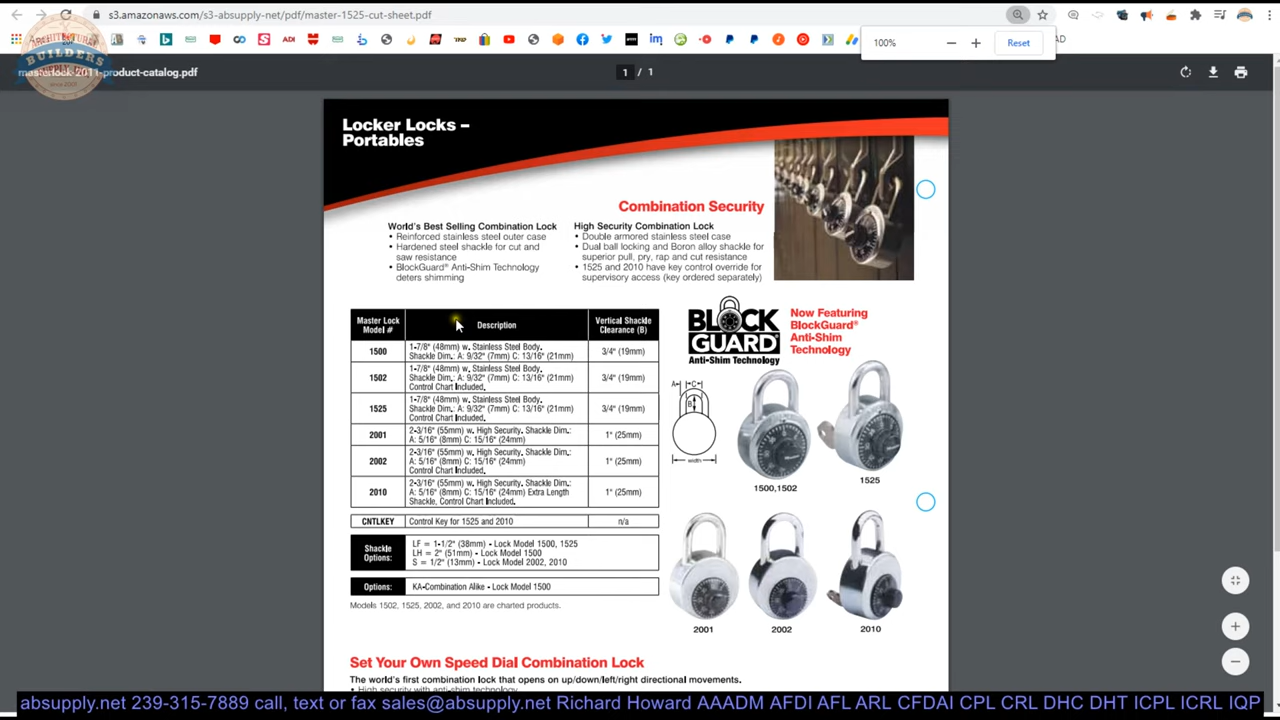 s3.amazonaws.com/s3-absupply-net/pdf/master-1525-cut-sheet.pdf
100%
Reset
AD
ARCHITECTURAL
BUILDERS
SUPPLY, INC.
since 2001
masterlock-2011-product-catalog.pdf
1 / 1
Locker Locks –
Portables
Combination Security
World's Best Selling Combination Lock
• Reinforced stainless steel outer case
• Hardened steel shackle for cut and
saw resistance
• BlockGuard® Anti-Shim Technology
deters shimming
High Security Combination Lock
• Double armored stainless steel case
• Dual ball locking and Boron alloy shackle for
superior pull, pry, rap and cut resistance
• 1525 and 2010 have key control override for
supervisory access (key ordered separately)
Master Lock
Model #
Description
Vertical Shackle
Clearance (B)
1500
1-7/8" (48mm) w. Stainless Steel Body.
Shackle Dim.: A: 9/32" (7mm) C: 13/16" (21mm)
3/4" (19mm)
1502
1-7/8" (48mm) w. Stainless Steel Body.
Shackle Dim.: A: 9/32" (7mm) C: 13/16" (21mm)
Control Chart Included.
3/4" (19mm)
1525
1-7/8" (48mm) w. Stainless Steel Body.
Shackle Dim.: A: 9/32" (7mm) C: 13/16" (21mm)
Control Chart Included.
3/4" (19mm)
2001
2-3/16" (55mm) w. High Security. Shackle Dim.:
A: 5/16" (8mm) C: 15/16" (24mm)
1" (25mm)
2002
2-3/16" (55mm) w. High Security. Shackle Dim.:
A: 5/16" (8mm) C: 15/16" (24mm)
Control Chart Included.
1" (25mm)
2010
2-3/16" (55mm) w. High Security. Shackle Dim.:
A: 5/16" (8mm) C: 15/16" (24mm) Extra Length
Shackle. Control Chart Included.
1" (25mm)
CNTLKEY
Control Key for 1525 and 2010
n/a
Shackle
Options:
LF = 1-1/2" (38mm) - Lock Model 1500, 1525
LH = 2" (51mm) - Lock Model 1500
S = 1/2" (13mm) - Lock Model 2002, 2010
Options:
KA-Combination Alike - Lock Model 1500
Models 1502, 1525, 2002, and 2010 are charted products.
BLOCK
GUARD®
Anti-Shim Technology
Now Featuring
BlockGuard®
Anti-Shim
Technology
A C
B
width
1500,1502
1525
2001
2002
2010
Set Your Own Speed Dial Combination Lock
The world's first combination lock that opens on up/down/left/right directional movements.
• High security with anti-shim technology
absupply.net 239-315-7889 call, text or fax sales@absupply.net Richard Howard AAADM AFDI AFL ARL CFDAI CPL CRL DHC DHT ICPL ICRL IQP